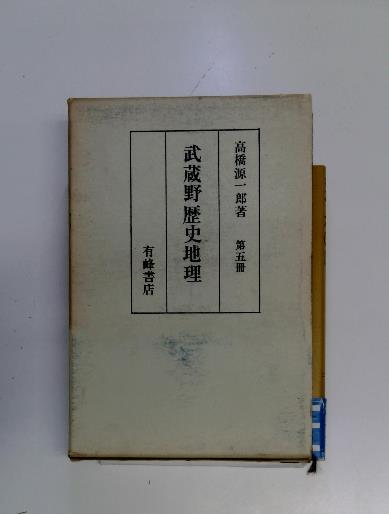 高橋源一郎著 第五冊
武蔵野歴史地理
有峰書店